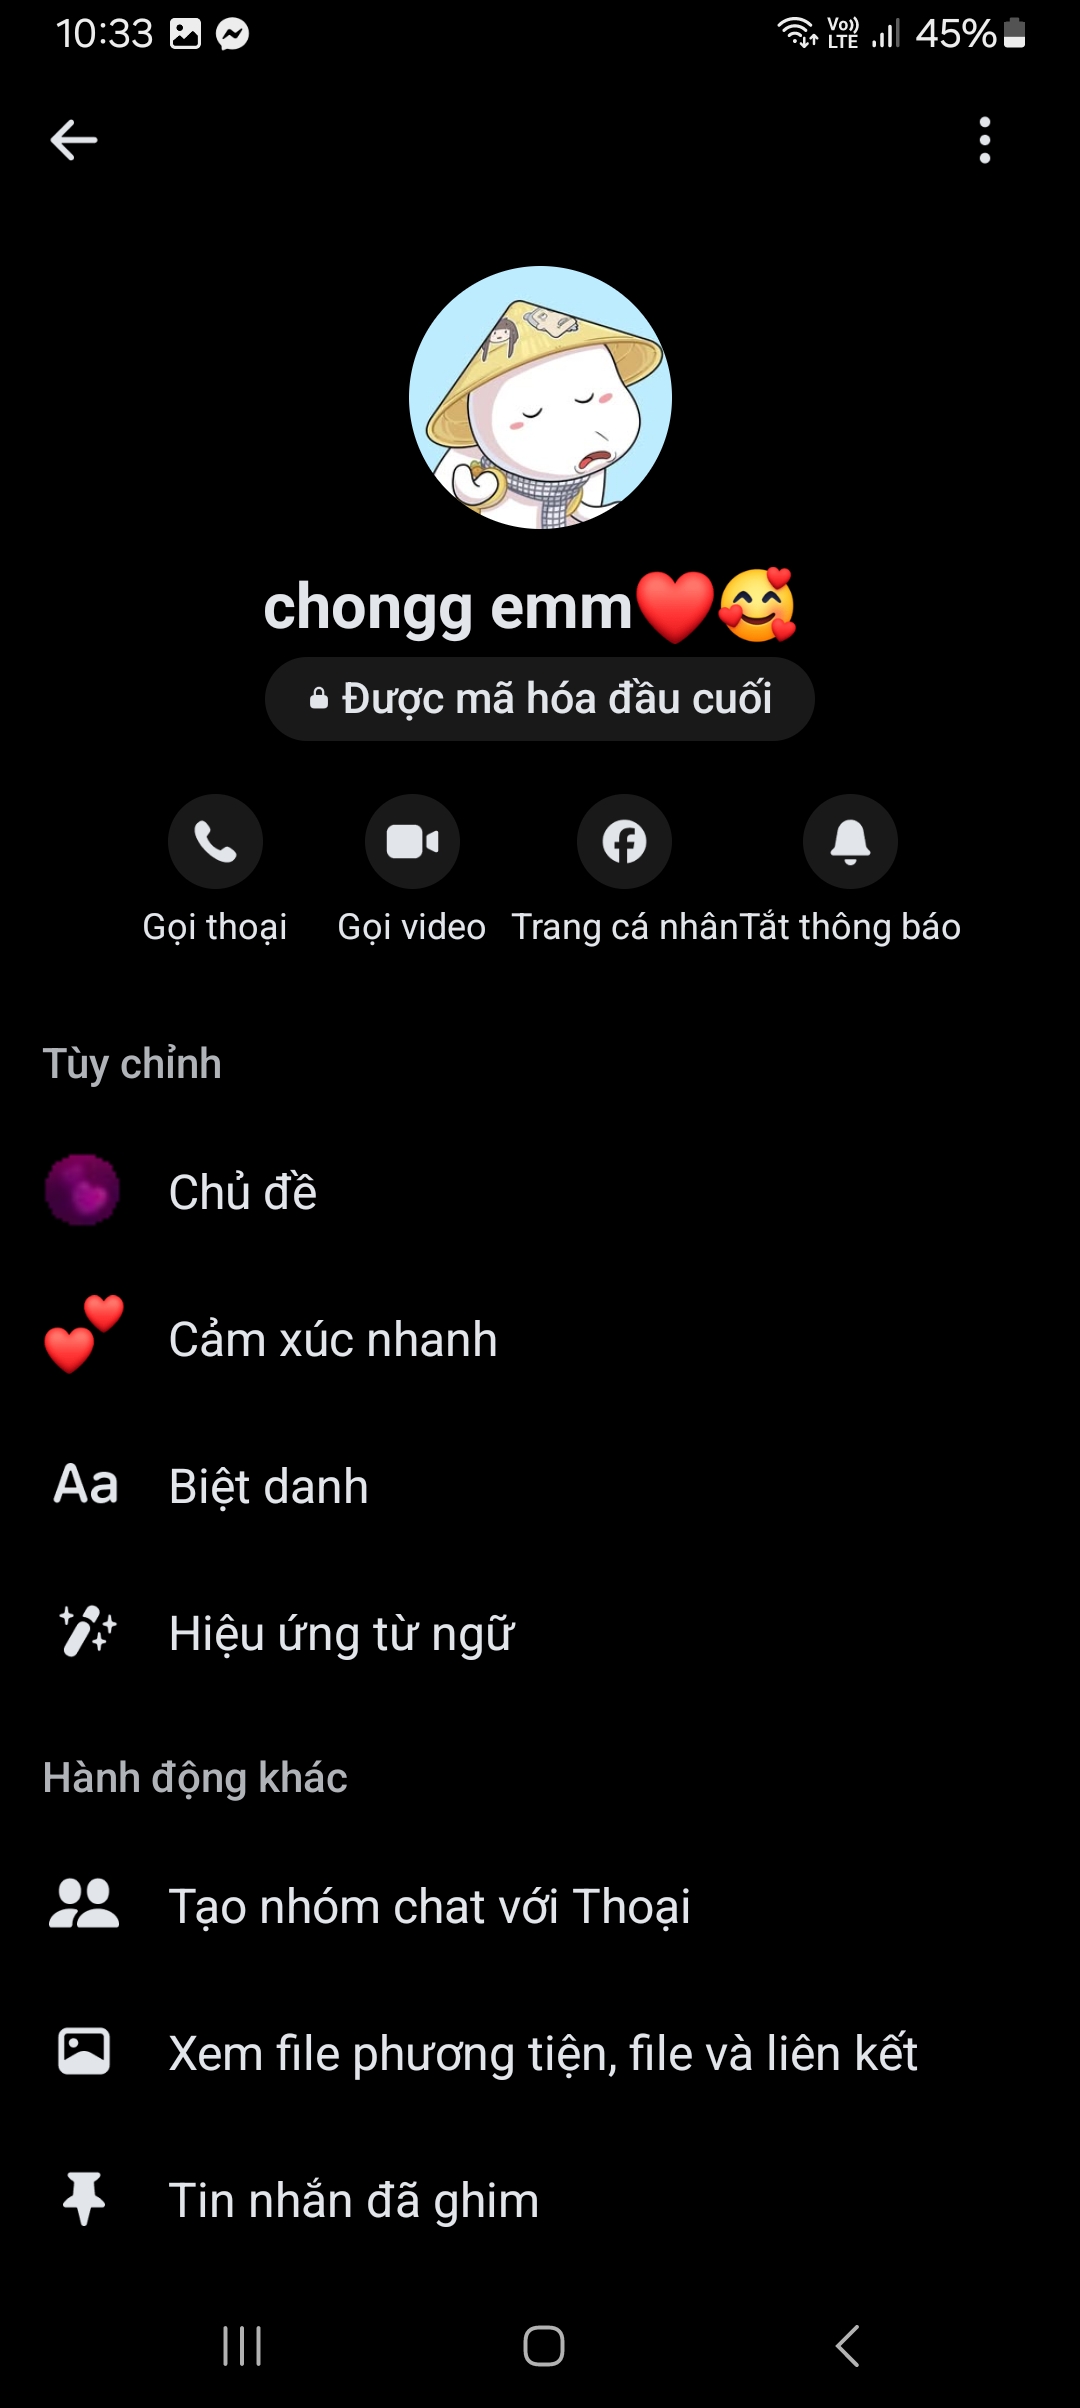 10:33 Vo)) LTE 45%
chongg emm❤️🥰
Được mã hóa đầu cuối
Gọi thoại Gọi video Trang cá nhân Tắt thông báo
Tùy chỉnh
Chủ đề
Cảm xúc nhanh
Aa Biệt danh
Hiệu ứng từ ngữ
Hành động khác
Tạo nhóm chat với Thoại
Xem file phương tiện, file và liên kết
Tin nhắn đã ghim